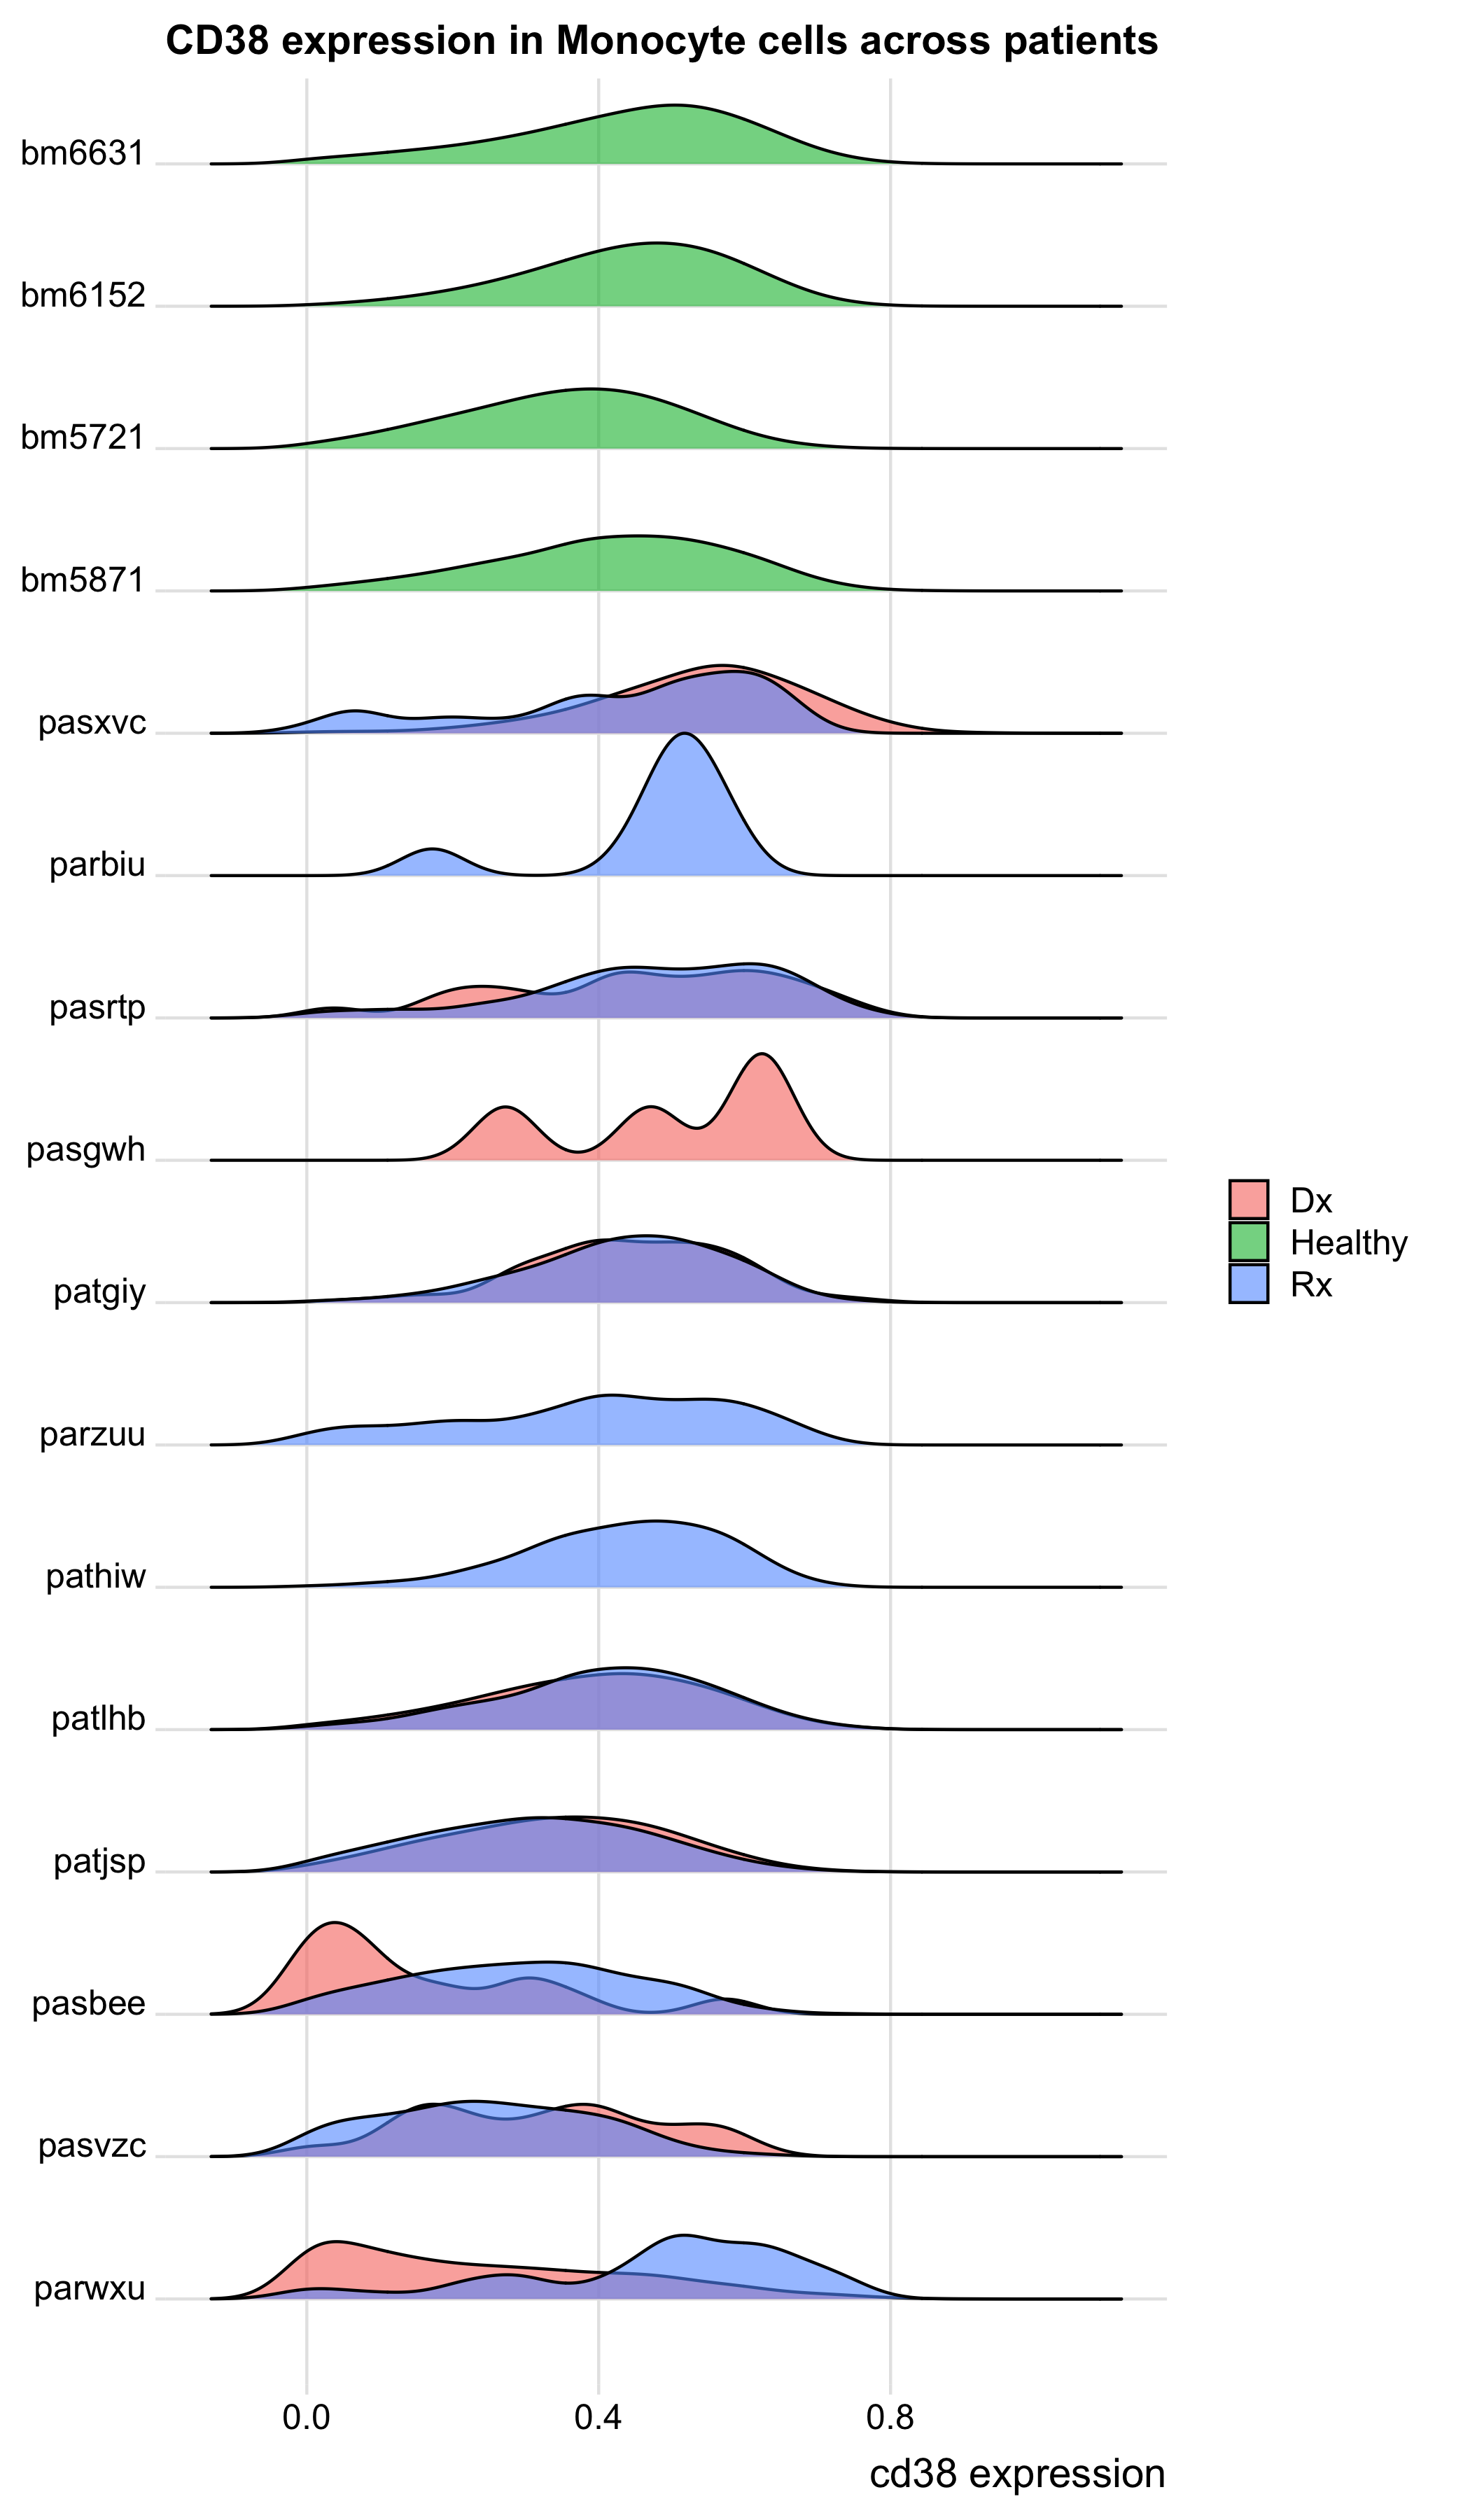 CD38 expression in Monocyte cells across patients
bm6631
bm6152
bm5721
bm5871
pasxvc
parbiu
pasrtp
pasgwh
patgiy
parzuu
pathiw
patlhb
patjsp
pasbee
pasvzc
parwxu
Dx
Healthy
Rx
0.0 0.4 0.8
cd38 expression